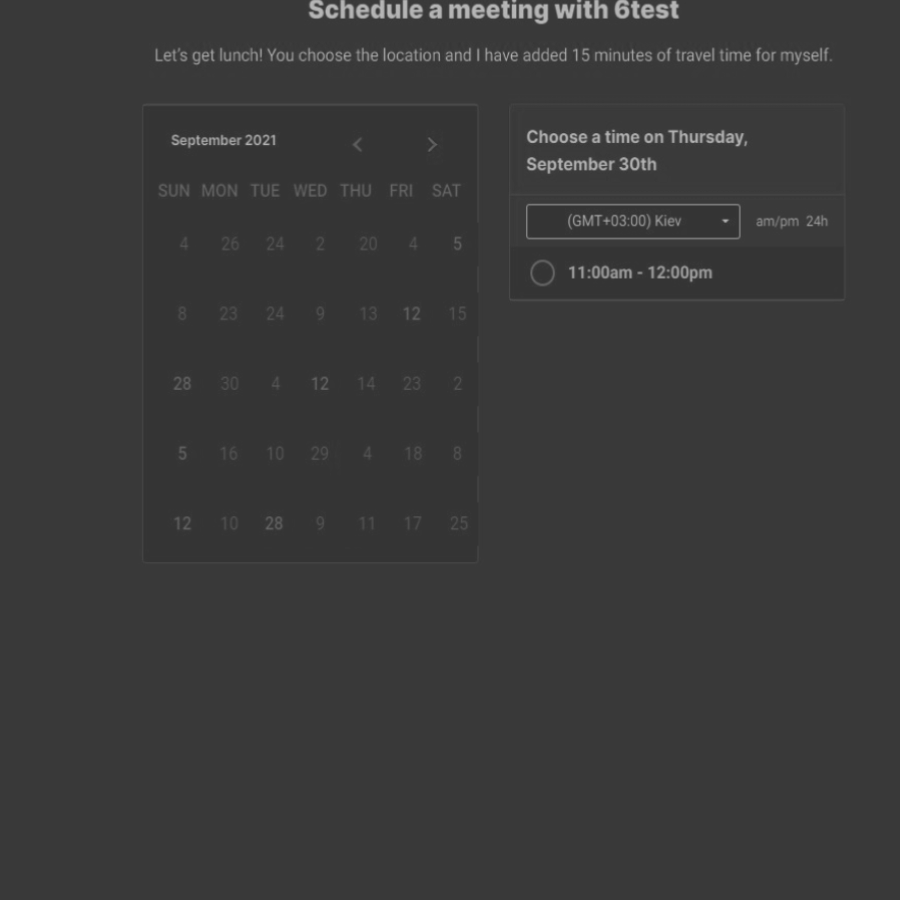 Schedule a meeting with 6test
Let's get lunch! You choose the location and I have added 15 minutes of travel time for myself.
September 2021
SUN MON TUE WED THU FRI SAT
4 26 24 2 20 4 5
8 23 24 9 13 12 15
28 30 4 12 14 23 2
5 16 10 29 4 18 8
12 10 28 9 11 17 25
Choose a time on Thursday,
September 30th
(GMT+03:00) Kiev am/pm 24h
11:00am - 12:00pm